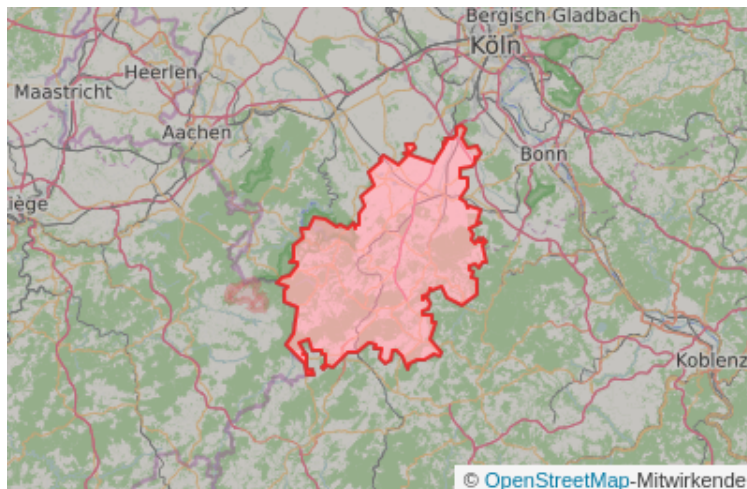 Bergisch Gladbach
Köln
Heerlen
Maastricht
Aachen
Bonn
iège
Koblenz
© OpenStreetMap-Mitwirkende